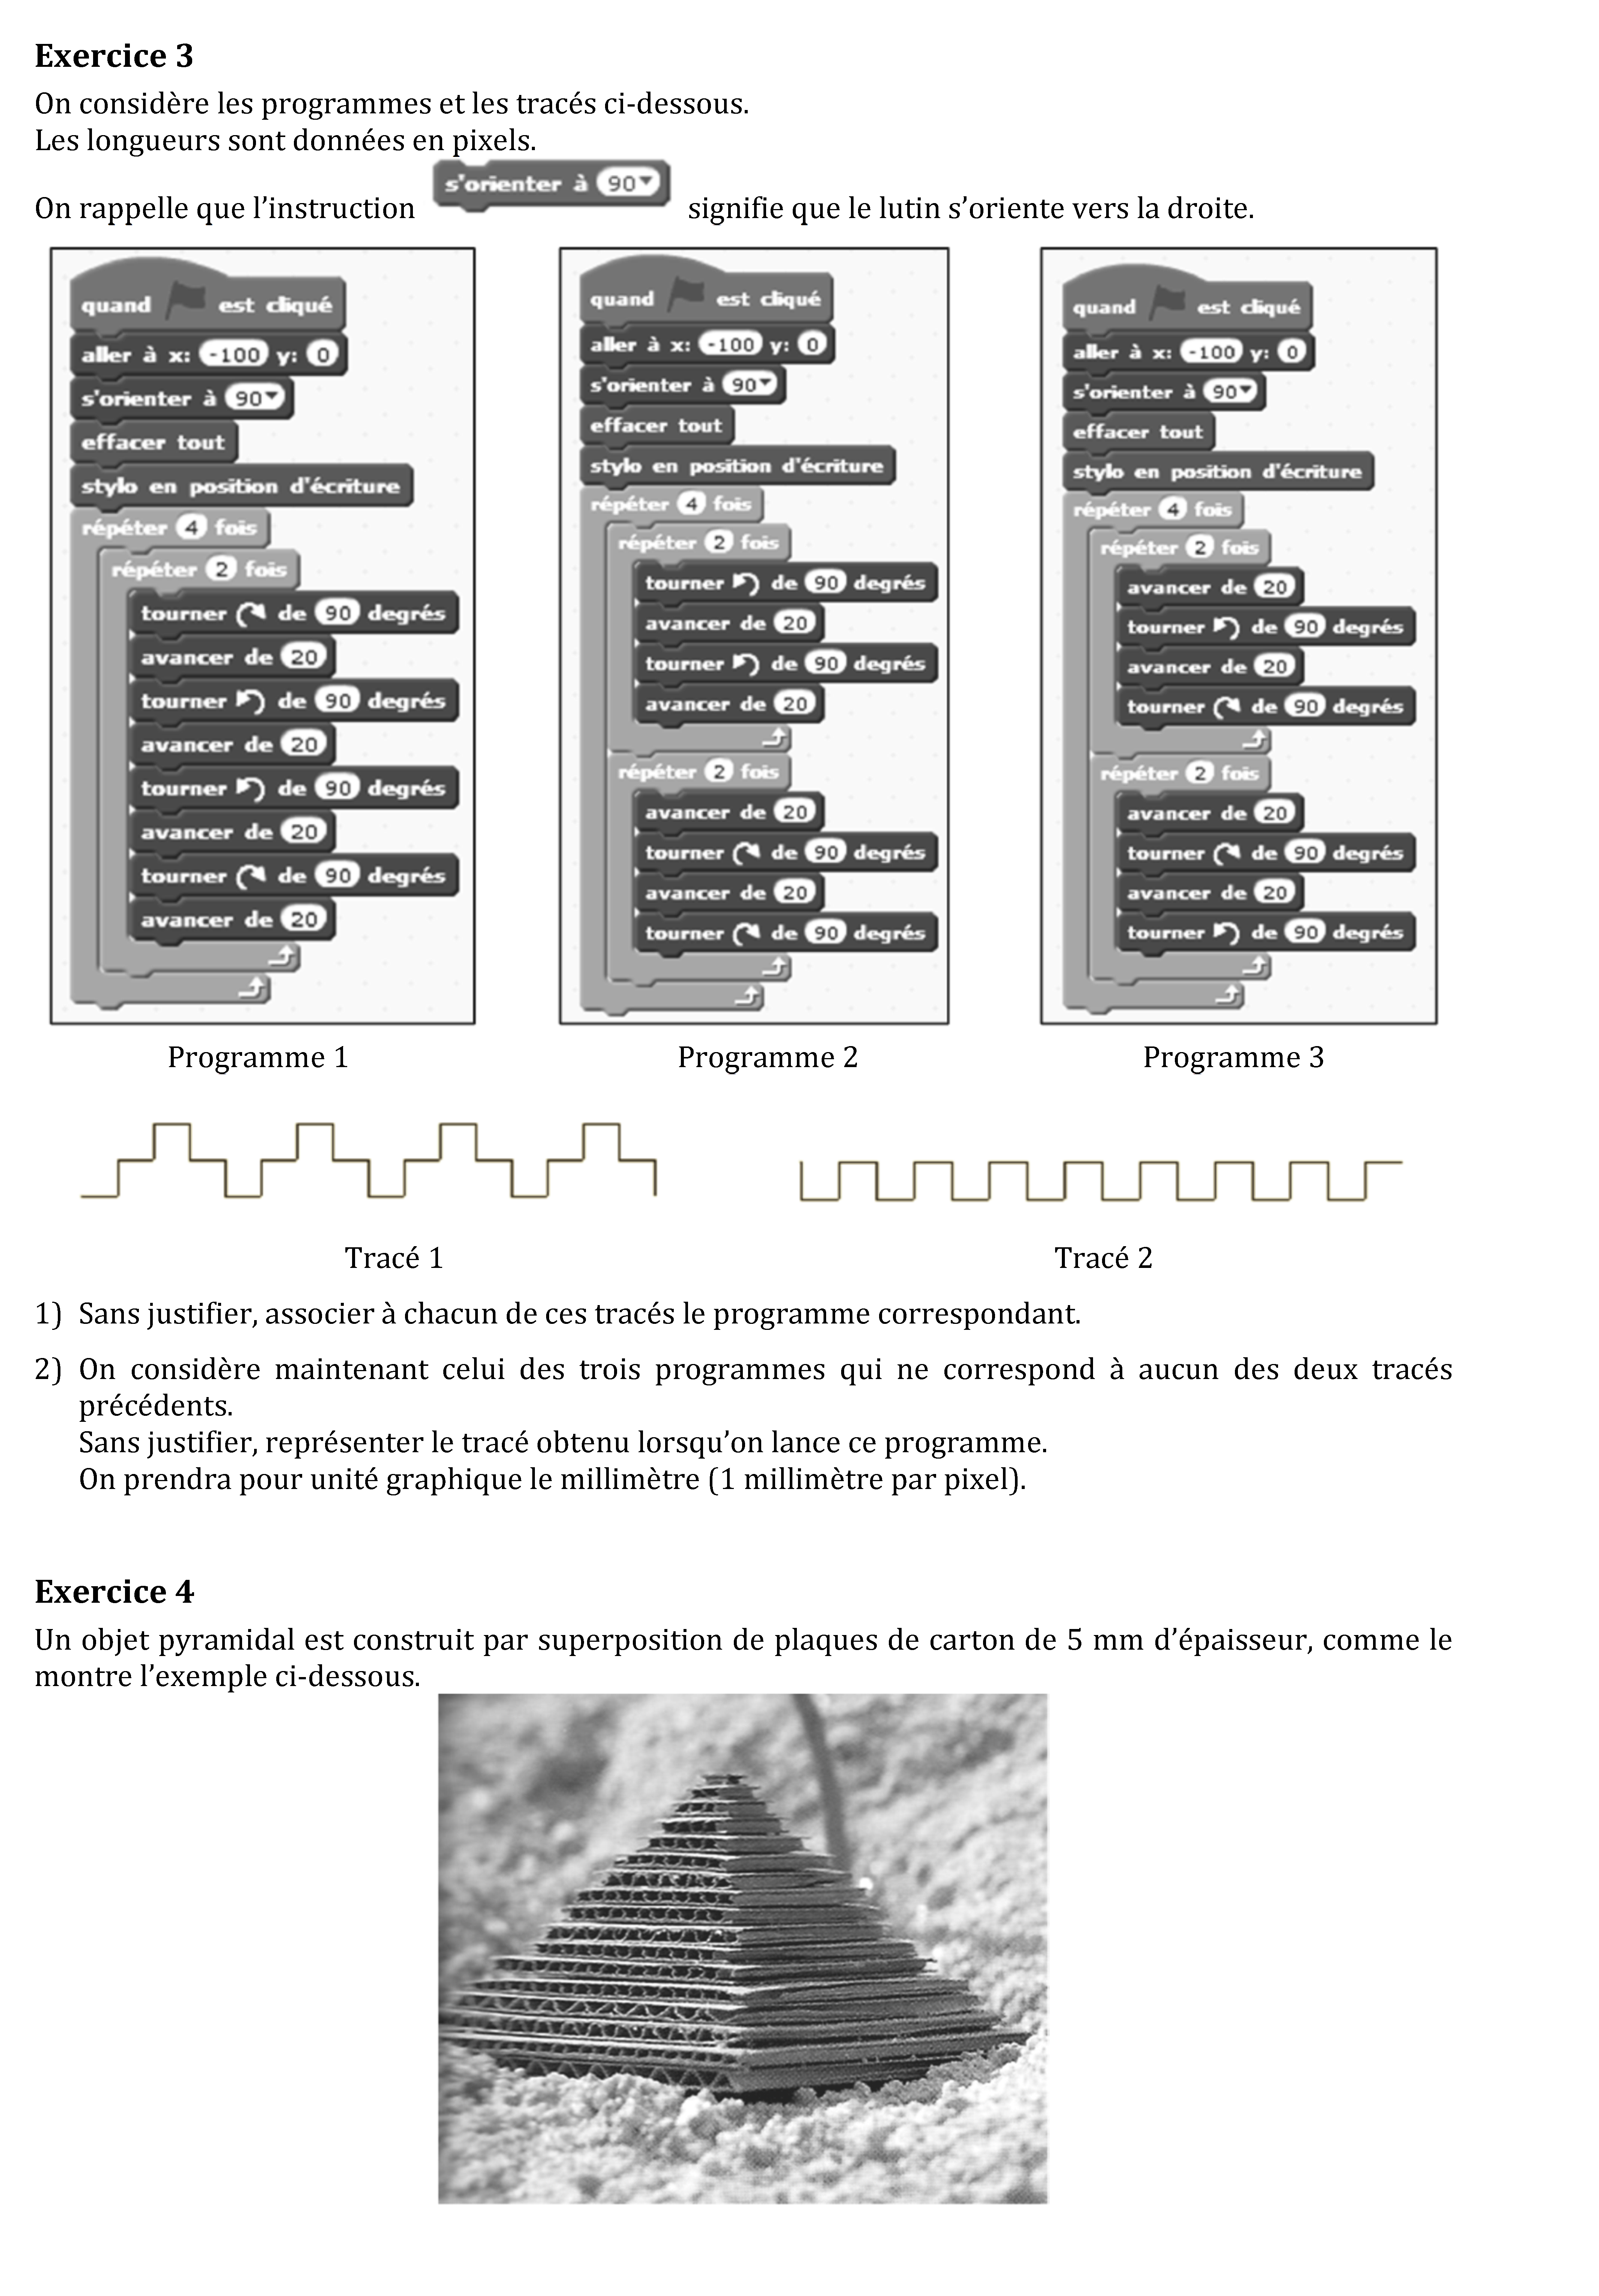 Exercice 3
On considère les programmes et les tracés ci-dessous.
Les longueurs sont données en pixels.
On rappelle que l'instruction s'orienter à 90 signifie que le lutin s'oriente vers la droite.
quand est cliqué
aller à x: -100 y: 0
s'orienter à 90
effacer tout
stylo en position d'écriture
répéter 4 fois
répéter 2 fois
tourner de 90 degrés
avancer de 20
tourner de 90 degrés
avancer de 20
tourner de 90 degrés
avancer de 20
tourner de 90 degrés
avancer de 20
Programme 1
quand est cliqué
aller à x: -100 y: 0
s'orienter à 90
effacer tout
stylo en position d'écriture
répéter 4 fois
répéter 2 fois
tourner de 90 degrés
avancer de 20
tourner de 90 degrés
avancer de 20
répéter 2 fois
avancer de 20
tourner de 90 degrés
avancer de 20
tourner de 90 degrés
Programme 2
quand est cliqué
aller à x: -100 y: 0
s'orienter à 90
effacer tout
stylo en position d'écriture
répéter 4 fois
répéter 2 fois
avancer de 20
tourner de 90 degrés
avancer de 20
tourner de 90 degrés
répéter 2 fois
avancer de 20
tourner de 90 degrés
avancer de 20
tourner de 90 degrés
Programme 3
Tracé 1
Tracé 2
1) Sans justifier, associer à chacun de ces tracés le programme correspondant.
2) On considère maintenant celui des trois programmes qui ne correspond à aucun des deux tracés
précédents.
Sans justifier, représenter le tracé obtenu lorsqu'on lance ce programme.
On prendra pour unité graphique le millimètre (1 millimètre par pixel).
Exercice 4
Un objet pyramidal est construit par superposition de plaques de carton de 5 mm d'épaisseur, comme le
montre l'exemple ci-dessous.